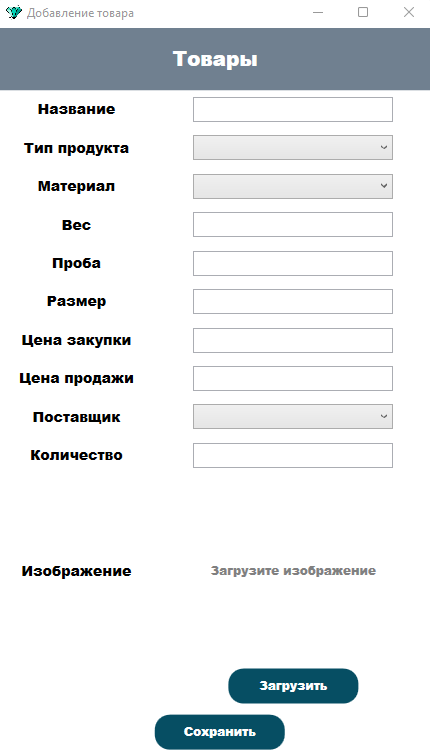 Добавление товара
Товары
Название
Тип продукта
Материал
Вес
Проба
Размер
Цена закупки
Цена продажи
Поставщик
Количество
Изображение Загрузите изображение
Загрузить
Сохранить